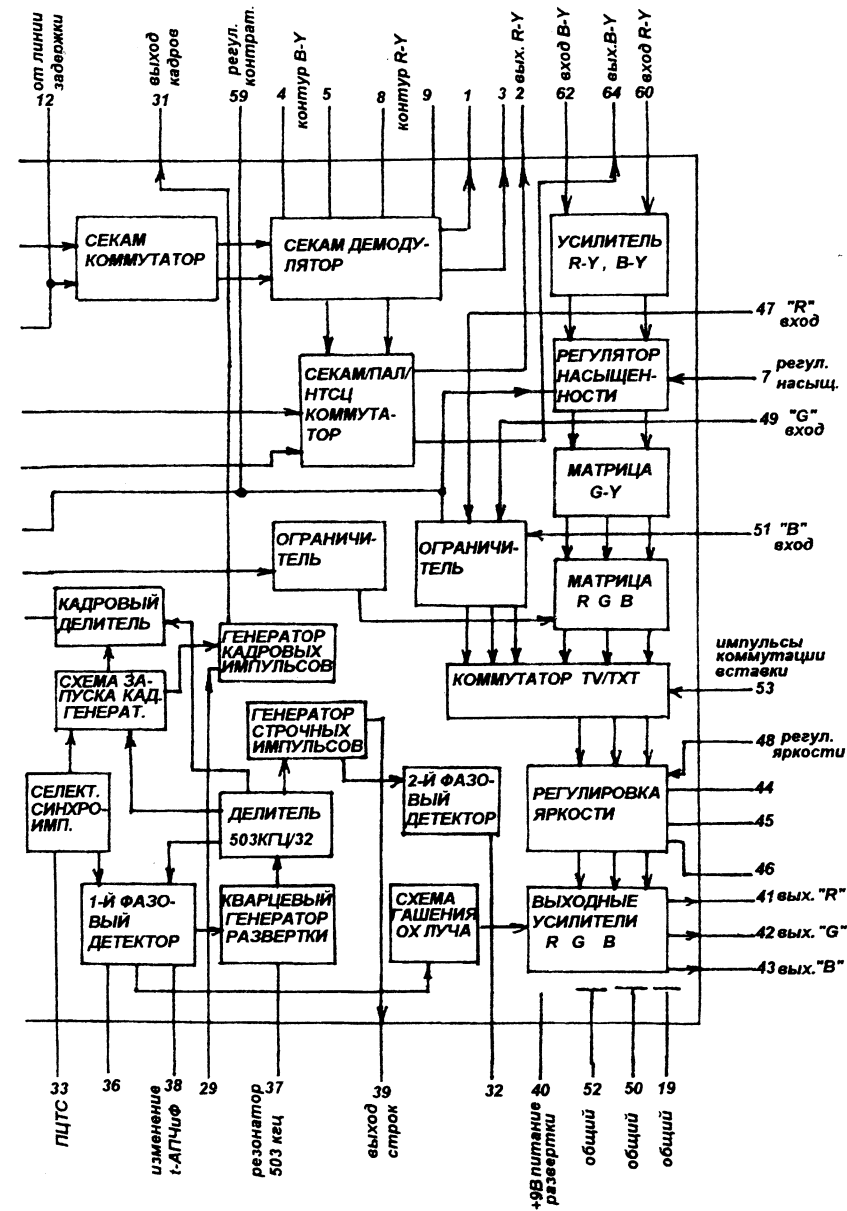 от линии
задержки
12
выход
кадров
31
регул.
контраст.
59
контур B-Y
4
5
контур R-Y
8
9
1
3
вых. R-Y
2
вход B-Y
62
вых.B-Y
64
вход R-Y
60
СЕКАМ
КОММУТАТОР
СЕКАМ ДЕМОДУ-
ЛЯТОР
УСИЛИТЕЛЬ
R-Y , B-Y
47 "R"
вход
СЕКАМ/ПАЛ/
НТСЦ
КОММУТА-
ТОР
РЕГУЛЯТОР
НАСЫЩЕН-
НОСТИ
7 регул.
насыщ.
49 "G"
вход
МАТРИЦА
G-Y
ОГРАНИЧИ-
ТЕЛЬ
ОГРАНИЧИ-
ТЕЛЬ
51 "B"
вход
МАТРИЦА
R G B
КАДРОВЫЙ
ДЕЛИТЕЛЬ
ГЕНЕРАТОР
КАДРОВЫХ
ИМПУЛЬСОВ
импульсы
коммутации
вставки
53
СХЕМА ЗА-
ПУСКА КАД.
ГЕНЕРАТ.
КОММУТАТОР TV/TXT
ГЕНЕРАТОР
СТРОЧНЫХ
ИМПУЛЬСОВ
48 регул.
яркости
СЕЛЕКТ.
СИНХРО-
ИМП.
ДЕЛИТЕЛЬ
503КГЦ/32
2-Й ФАЗО-
ВЫЙ
ДЕТЕКТОР
РЕГУЛИРОВКА
ЯРКОСТИ
44
45
46
1-Й ФАЗО-
ВЫЙ
ДЕТЕКТОР
КВАРЦЕВЫЙ
ГЕНЕРАТОР
РАЗВЕРТКИ
СХЕМА
ГАШЕНИЯ
ОХ ЛУЧА
ВЫХОДНЫЕ
УСИЛИТЕЛИ
R G B
41 вых. "R"
42 вых. "G"
43 вых."B"
33
ПЦТС
36
38
изменение
t-АПЧиФ
29
37
резонатор
503 кгц
39
выход
строк
32
40
+9В питание
развертки
52
общий
50
общий
19
общий